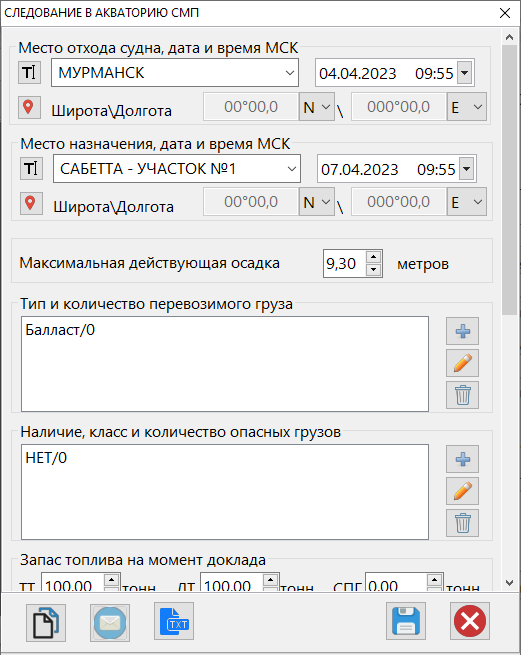 СЛЕДОВАНИЕ В АКВАТОРИЮ СМП
Место отхода судна, дата и время МСК
TI МУРМАНСК 04.04.2023 09:55
Широта\Долгота 00°00,0 N \ 000°00,0 E
Место назначения, дата и время МСК
TI САБЕТТА - УЧАСТОК №1 07.04.2023 09:55
Широта\Долгота 00°00,0 N \ 000°00,0 E
Максимальная действующая осадка 9,30 метров
Тип и количество перевозимого груза
Балласт/0
Наличие, класс и количество опасных грузов
НЕТ/0
Запас топлива на момент доклада
ТТ 100,00 тонн ДТ 100,00 тонн СПГ 0,00 тонн
TXT